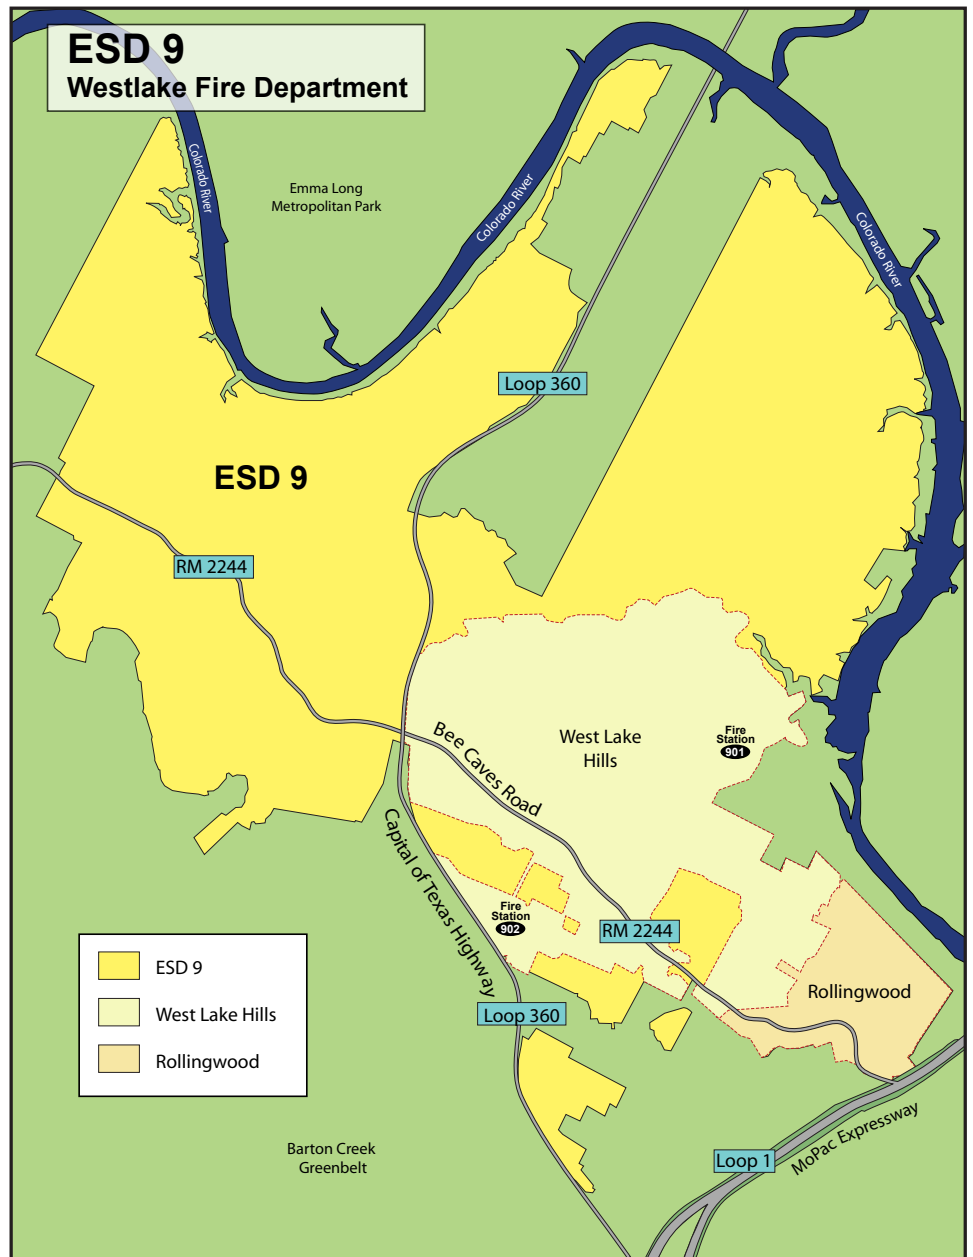 ESD 9
Westlake Fire Department
Colorado River
Emma Long
Metropolitan Park
Colorado River
Colorado River
Loop 360
ESD 9
RM 2244
Bee Caves Road
West Lake
Hills
Fire
Station
901
Capital of Texas Highway
Fire
Station
902
RM 2244
ESD 9
West Lake Hills
Rollingwood
Rollingwood
Loop 360
Barton Creek
Greenbelt
Loop 1
MoPac Expressway